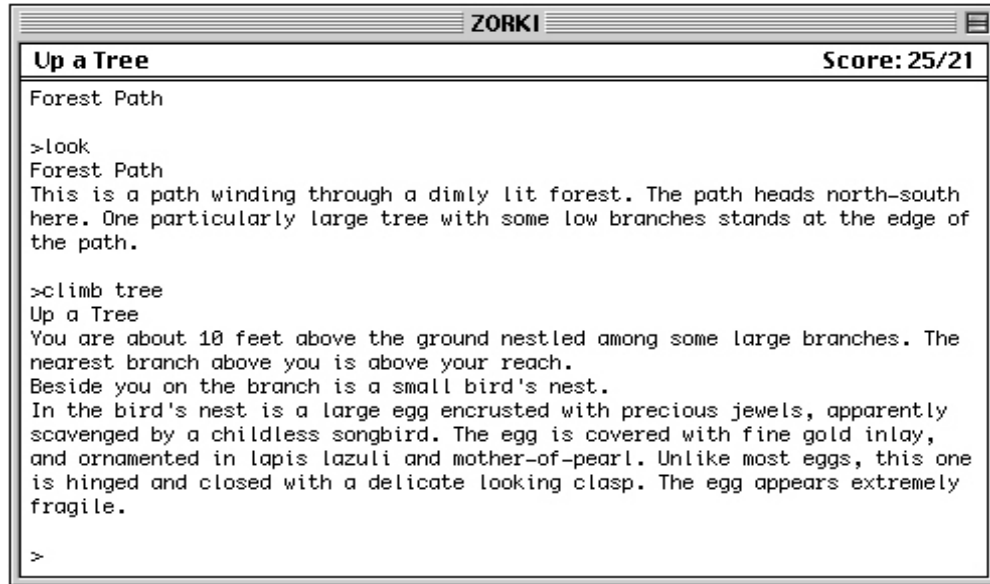 ZORKI
Up a Tree Score: 25/21
Forest Path
>look
Forest Path
This is a path winding through a dimly lit forest. The path heads north-south
here. One particularly large tree with some low branches stands at the edge of
the path.
>climb tree
Up a Tree
You are about 10 feet above the ground nestled among some large branches. The
nearest branch above you is above your reach.
Beside you on the branch is a small bird's nest.
In the bird's nest is a large egg encrusted with precious jewels, apparently
scavenged by a childless songbird. The egg is covered with fine gold inlay,
and ornamented in lapis lazuli and mother-of-pearl. Unlike most eggs, this one
is hinged and closed with a delicate looking clasp. The egg appears extremely
fragile.
>